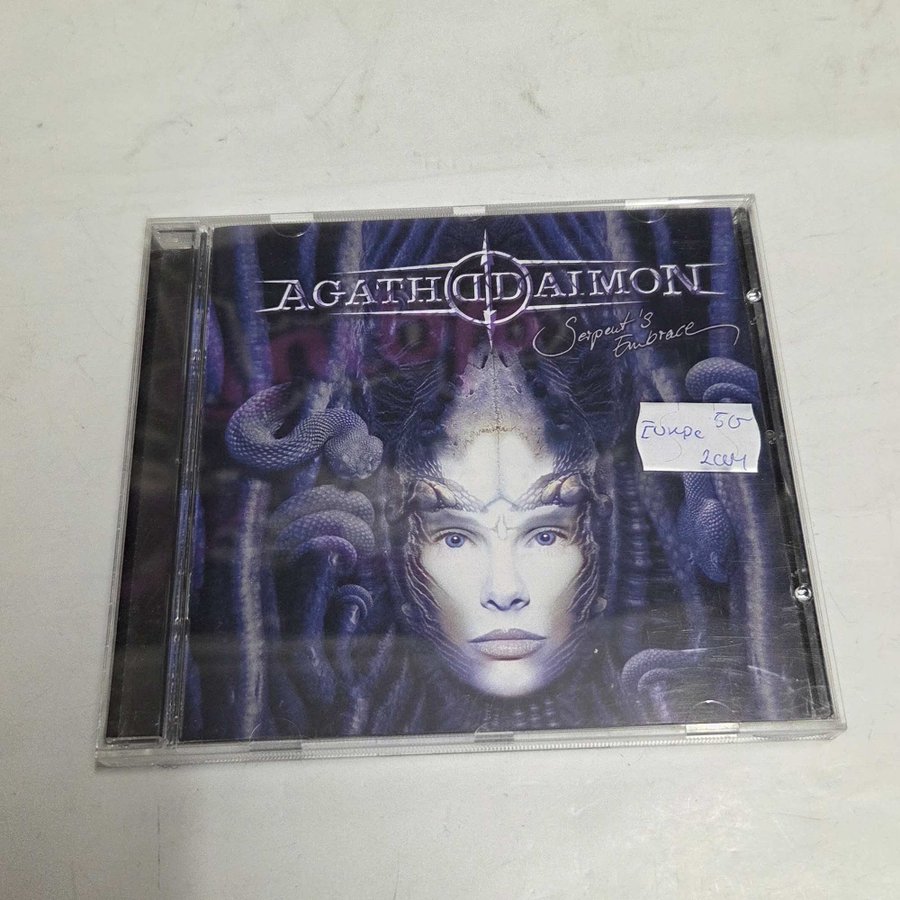 AGATHODAIMON
Serpent's
Embrace
Europe 50
2004